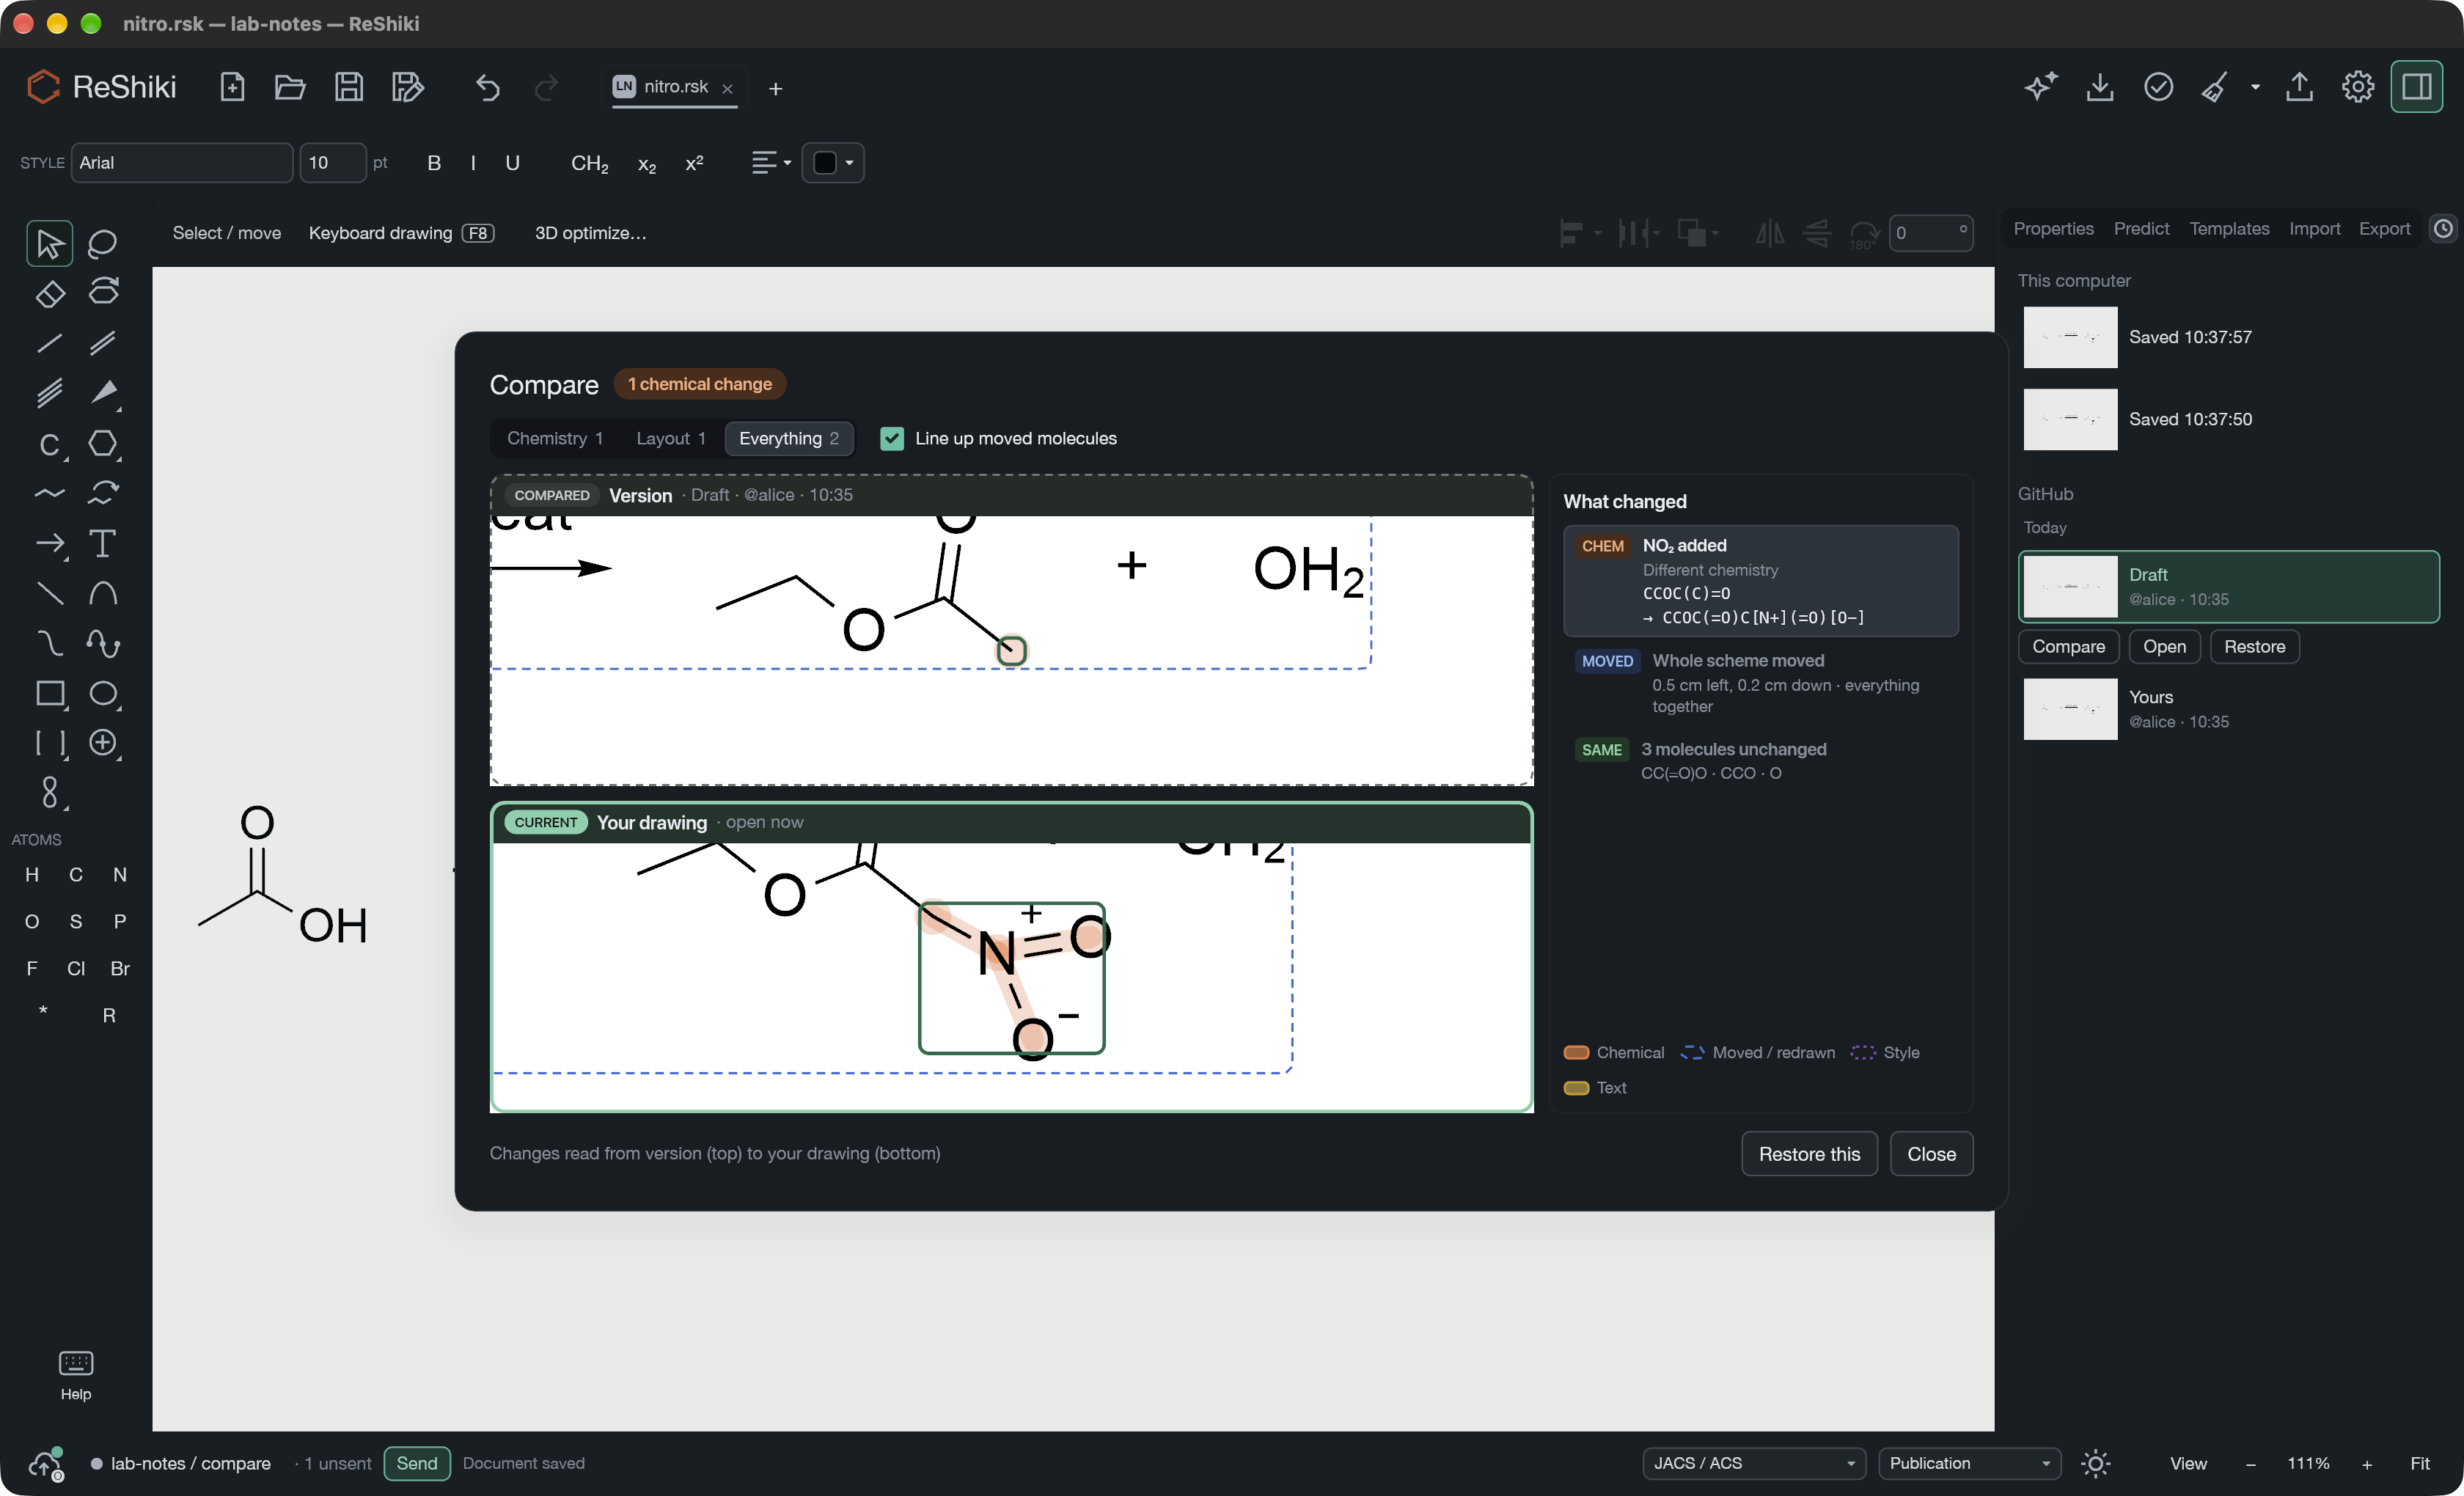 nitro.rsk — lab-notes — ReShiki
ReShiki
LN nitro.rsk × +
STYLE Arial 10 pt B I U CH₂ x₂ x²
Select / move Keyboard drawing F8 3D optimize…
180° 0 °
Properties Predict Templates Import Export
This computer
Saved 10:37:57
Saved 10:37:50
GitHub
Today
Draft
@alice · 10:35
Compare Open Restore
Yours
@alice · 10:35
C
T
ATOMS
H C N
O S P
F Cl Br
* R
Help
O
OH
Compare 1 chemical change
Chemistry 1 Layout 1 Everything 2 Line up moved molecules
COMPARED Version · Draft · @alice · 10:35
cat
O
+ OH₂
O
CURRENT Your drawing · open now
OH₂
O
+
N O
O −
What changed
CHEM NO₂ added
Different chemistry
CCOC(C)=O
→ CCOC(=O)C[N+](=O)[O−]
MOVED Whole scheme moved
0.5 cm left, 0.2 cm down · everything
together
SAME 3 molecules unchanged
CC(=O)O · CCO · O
Chemical Moved / redrawn Style
Text
Changes read from version (top) to your drawing (bottom)
Restore this Close
lab-notes / compare · 1 unsent Send Document saved
JACS / ACS Publication View − 111% + Fit